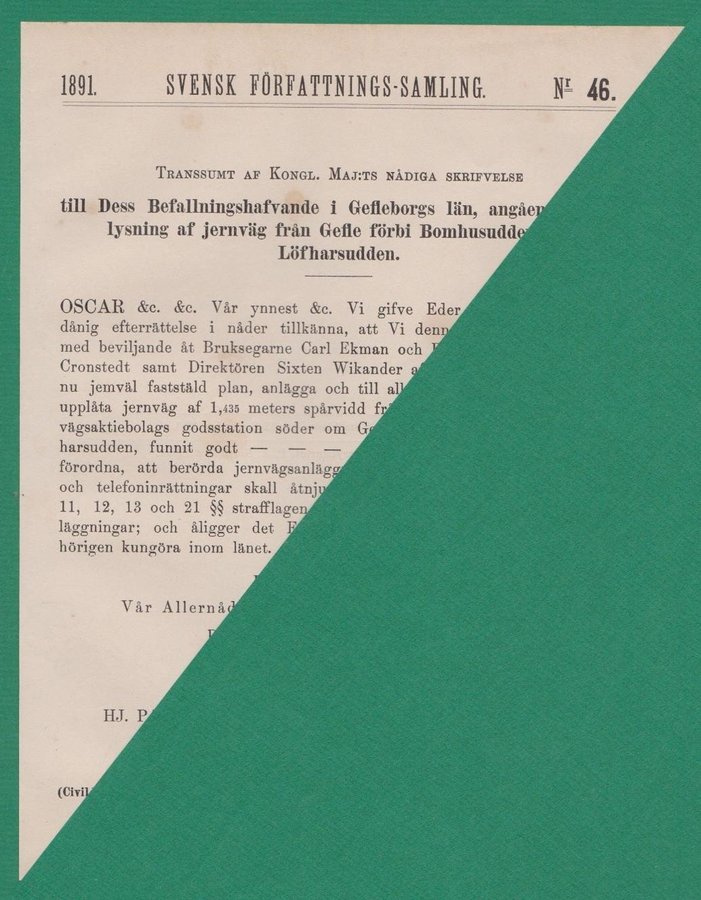 1891. SVENSK FÖRFATTNINGS-SAMLING. Nr 46.
TRANSSUMT AF KONGL. MAJ:TS NÅDIGA SKRIFVELSE
till Dess Befallningshafvande i Gefleborgs län, angåen
lysning af jernväg från Gefle förbi Bomhusudde
Löfharsudden.
OSCAR &c. &c. Vår ynnest &c. Vi gifve Eder
dånig efterrättelse i nåder tillkänna, att Vi denn
med beviljande åt Bruksegarne Carl Ekman och
Cronstedt samt Direktören Sixten Wikander
nu jemväl fastställd plan, anlägga och till all
upplåta jernväg af 1,435 meters spårvidd fr
vägsaktiebolags godsstation söder om G
harsudden, funnit godt — — —
förordna, att berörda jernvägsanlägg
och telefoninrättningar skall åtnju
11, 12, 13 och 21 §§ strafflagen
läggningar; och åligger det
hörigen kungöra inom länet.
Vår Allernåd
HJ. P
(Civil